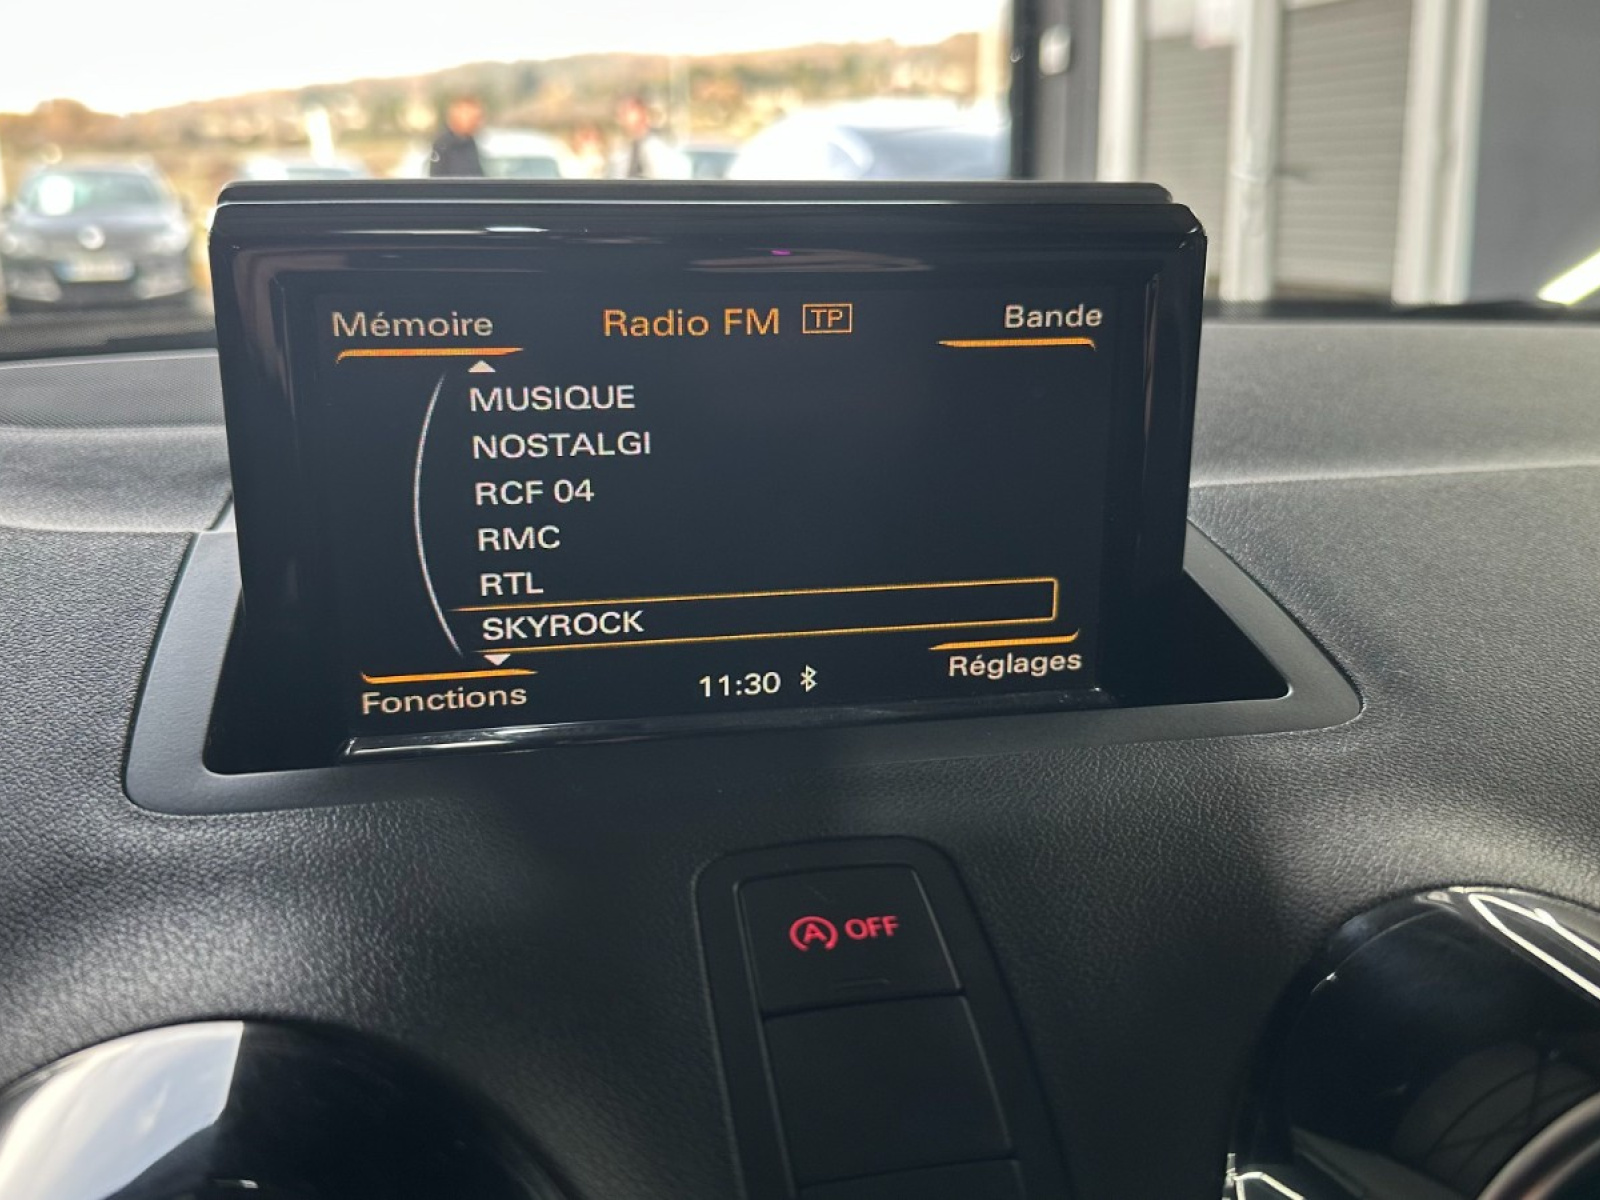 Mémoire Radio FM TP Bande
MUSIQUE
NOSTALGI
RCF 04
RMC
RTL
SKYROCK
Fonctions 11:30 Réglages
A OFF